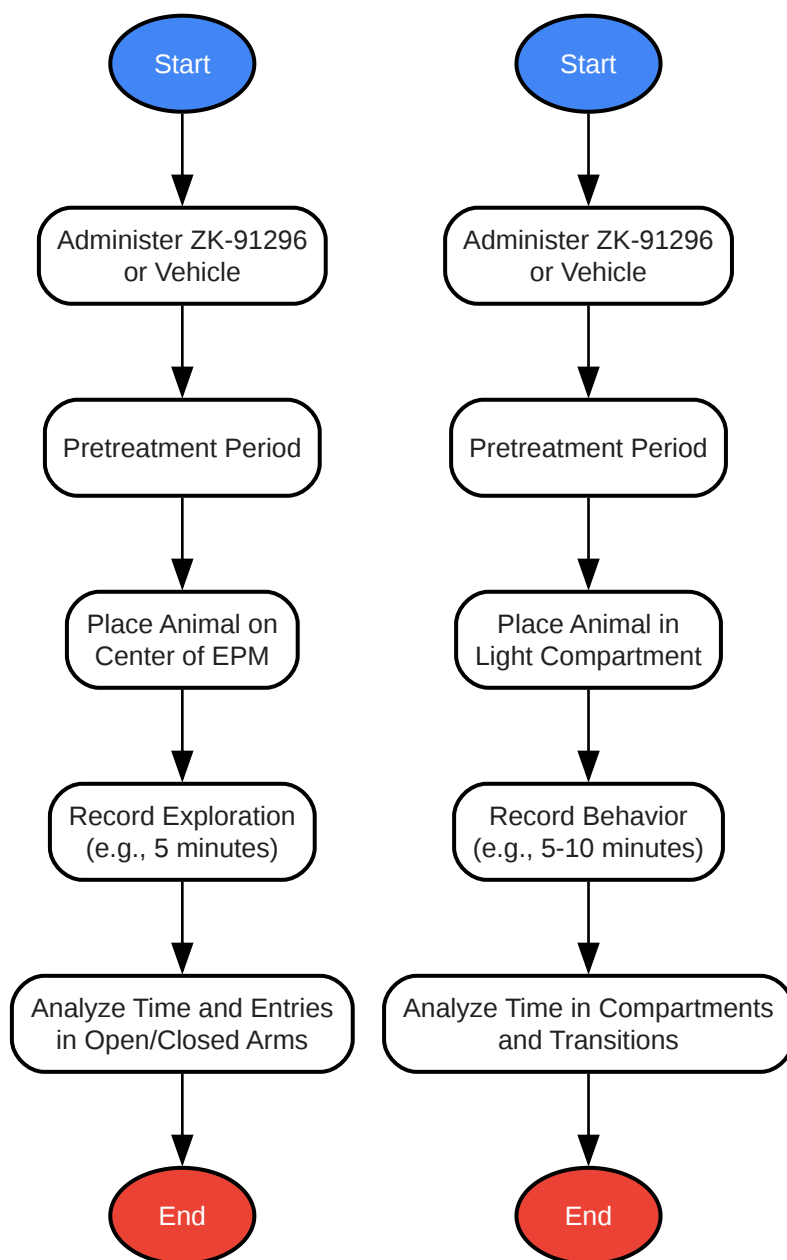 Start
Administer ZK-91296
or Vehicle
Pretreatment Period
Place Animal on
Center of EPM
Record Exploration
(e.g., 5 minutes)
Analyze Time and Entries
in Open/Closed Arms
End
Start
Administer ZK-91296
or Vehicle
Pretreatment Period
Place Animal in
Light Compartment
Record Behavior
(e.g., 5-10 minutes)
Analyze Time in Compartments
and Transitions
End